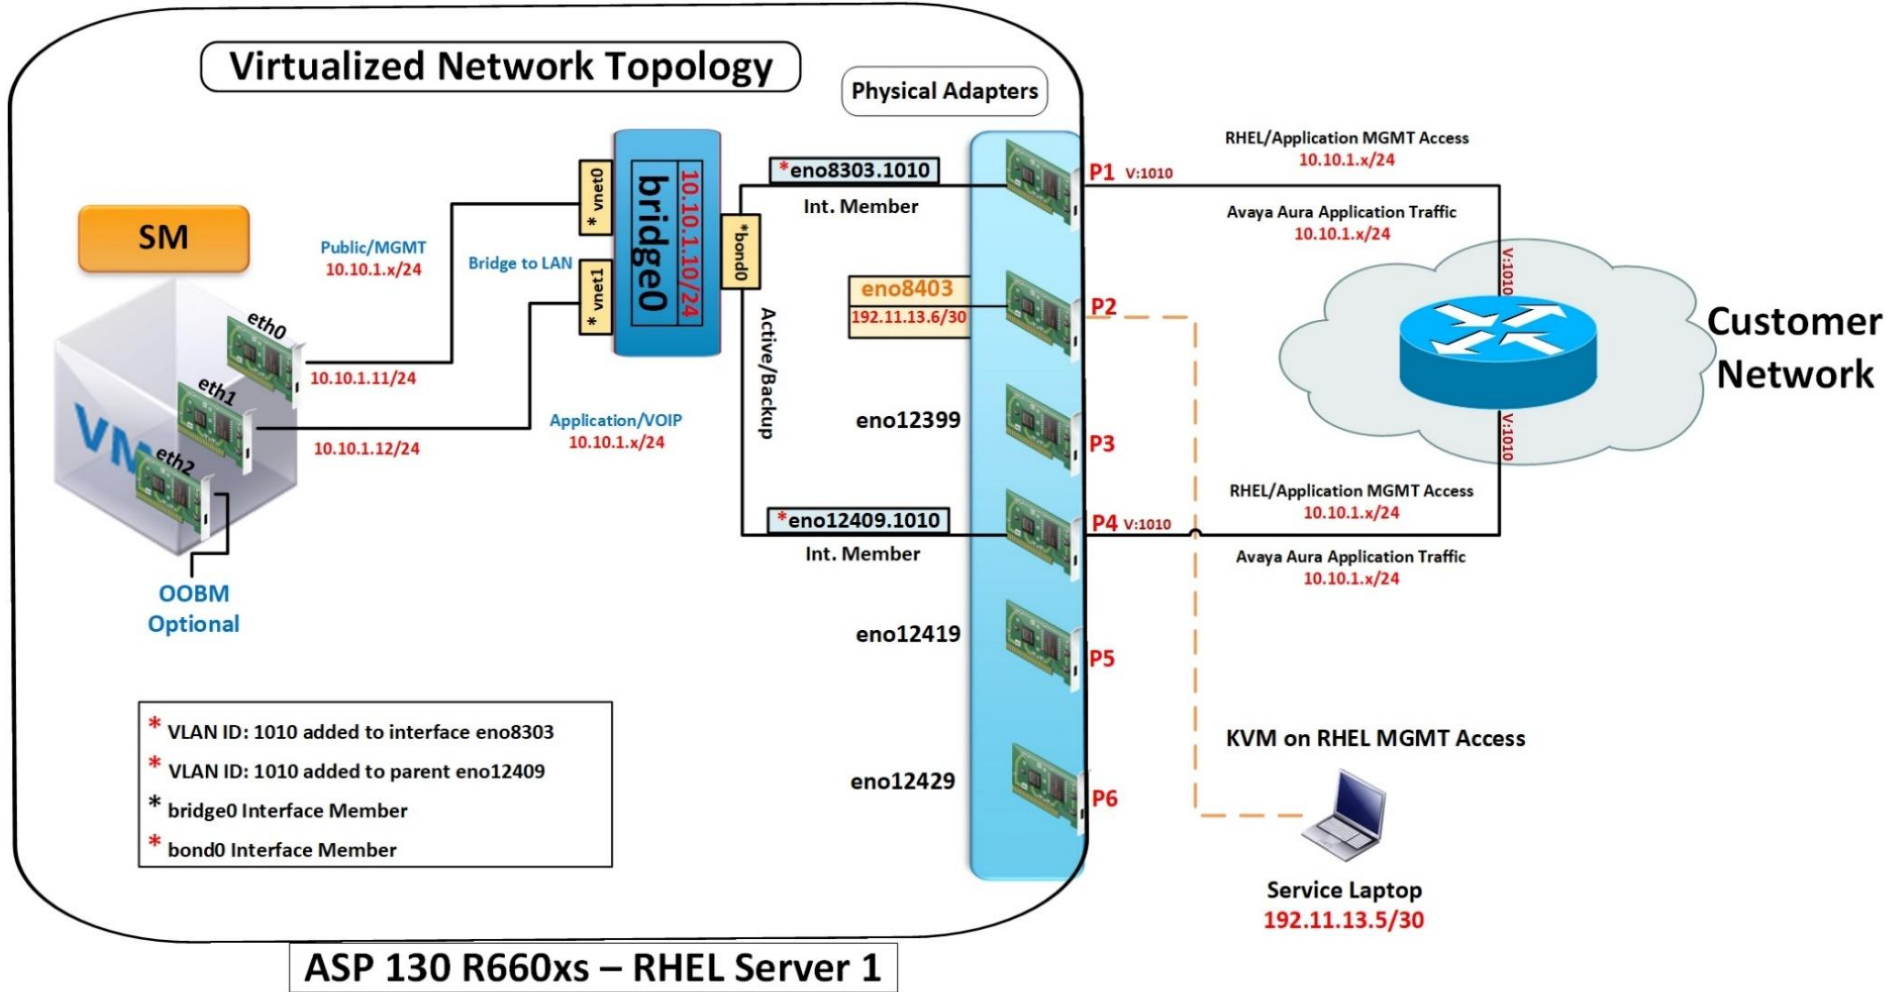 Virtualized Network Topology
Physical Adapters
SM
Public/MGMT
10.10.1.x/24
Bridge to LAN
* vnet0
* vnet1
bridge0
10.10.1.10/24
*bond0
Active/Backup
*eno8303.1010
Int. Member
P1 V:1010
RHEL/Application MGMT Access
10.10.1.x/24
Avaya Aura Application Traffic
10.10.1.x/24
eno8403
192.11.13.6/30
P2
V:1010
Customer
Network
V:1010
eth0
10.10.1.11/24
eth1
10.10.1.12/24
Application/VOIP
10.10.1.x/24
VM
eth2
OOBM
Optional
eno12399
P3
*eno12409.1010
Int. Member
P4 V:1010
RHEL/Application MGMT Access
10.10.1.x/24
Avaya Aura Application Traffic
10.10.1.x/24
eno12419
P5
eno12429
P6
* VLAN ID: 1010 added to interface eno8303
* VLAN ID: 1010 added to parent eno12409
* bridge0 Interface Member
* bond0 Interface Member
KVM on RHEL MGMT Access
Service Laptop
192.11.13.5/30
ASP 130 R660xs – RHEL Server 1